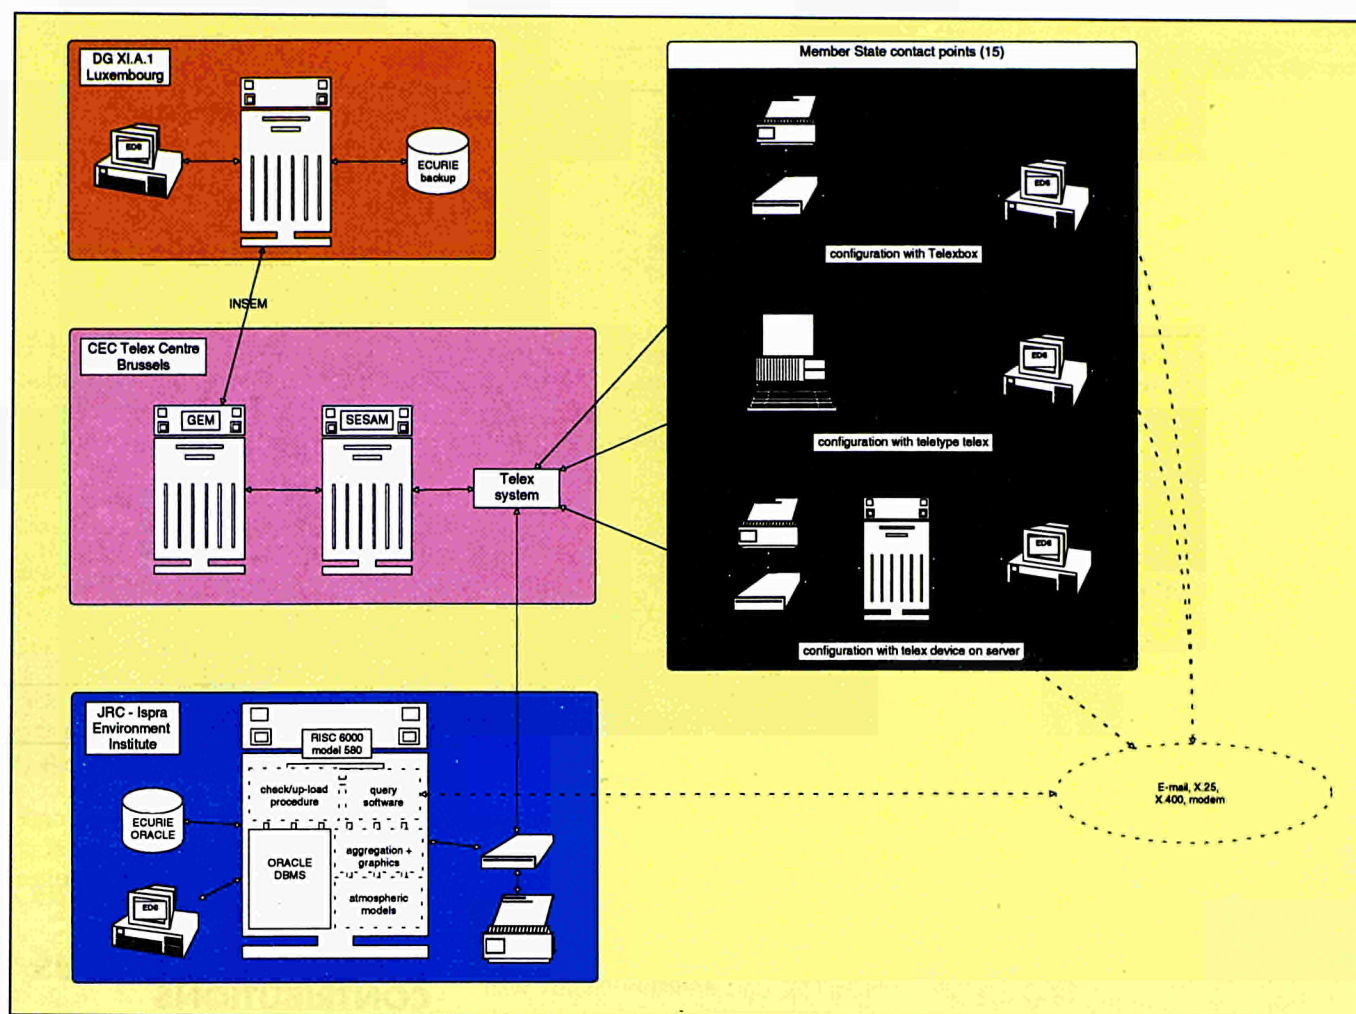 DG XI.A.1
Luxembourg
EDS
ECURIE
backup
INSEM
CEC Telex Centre
Brussels
GEM
SESAM
Telex
system
Member State contact points (15)
EDS
configuration with Telexbox
EDS
configuration with teletype telex
EDS
configuration with telex device on server
JRC - Ispra
Environment
Institute
RISC 6000
model 580
check/up-load
procedure
query
software
ECURIE
ORACLE
ORACLE
DBMS
aggregation +
graphics
atmospheric
models
EDS
E-mail, X.25,
X.400, modem